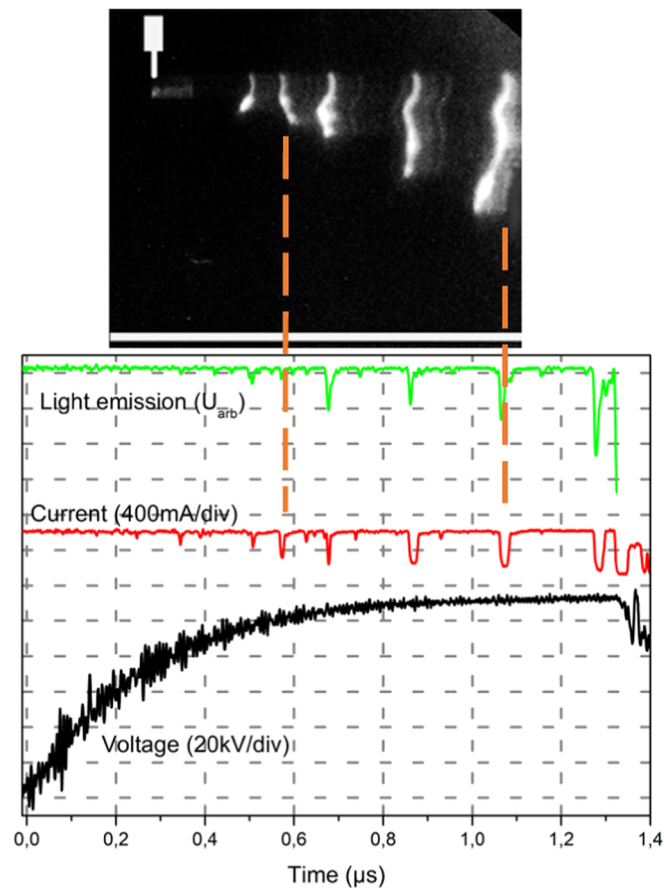 Light emission (U_arb)
Current (400mA/div)
Voltage (20kV/div)
0,0 0,2 0,4 0,6 0,8 1,0 1,2 1,4
Time (µs)